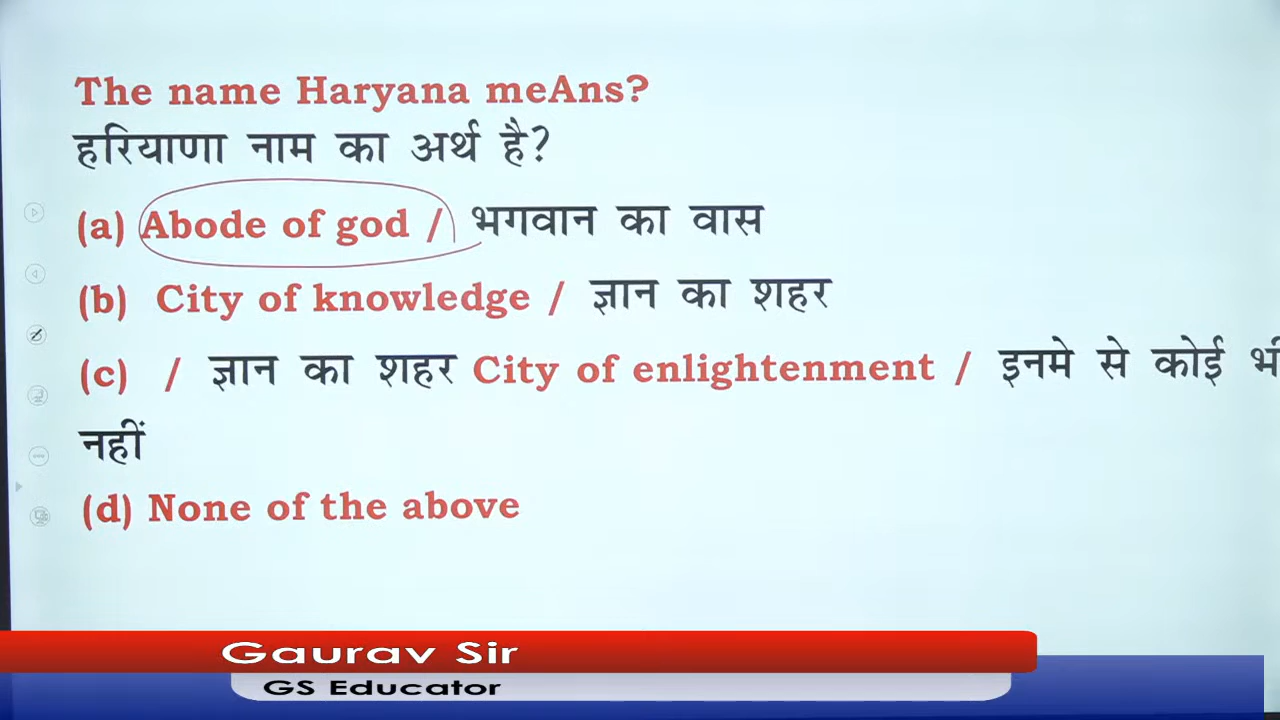 The name Haryana meAns?
हरियाणा नाम का अर्थ है?
(a) Abode of god / भगवान का वास
(b) City of knowledge / ज्ञान का शहर
(c) / ज्ञान का शहर City of enlightenment / इनमे से कोई भी
नहीं
(d) None of the above
Gaurav Sir
GS Educator